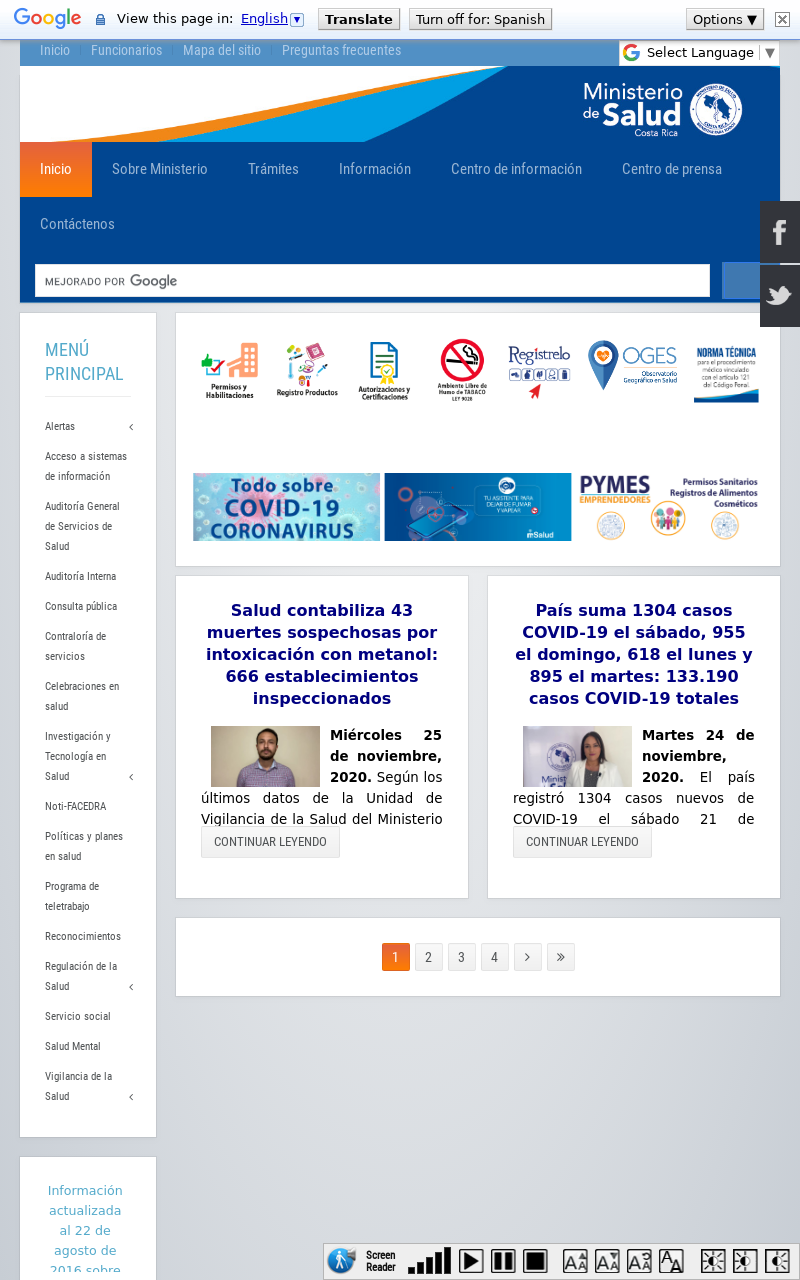 Google View this page in: English Translate Turn off for: Spanish Options ▼
Inicio Funcionarios Mapa del sitio Preguntas frecuentes
Select Language ▼
Ministerio
de Salud
Costa Rica
Inicio Sobre Ministerio Trámites Información Centro de información Centro de prensa
Contáctenos
MEJORADO POR Google
MENÚ
PRINCIPAL
Alertas
Acceso a sistemas
de información
Auditoría General
de Servicios de
Salud
Auditoría Interna
Consulta pública
Contraloría de
servicios
Celebraciones en
salud
Investigación y
Tecnología en
Salud
Noti-FACEDRA
Políticas y planes
en salud
Programa de
teletrabajo
Reconocimientos
Regulación de la
Salud
Servicio social
Salud Mental
Vigilancia de la
Salud
Información
actualizada
al 22 de
agosto de
2016 sobre
Permisos y
Habilitaciones
Registro Productos
Autorizaciones y
Certificaciones
Ambiente Libre de
Humo de TABACO
LEY 9028
Regístrelo
OGES
Observatorio
Geográfico en Salud
NORMA TÉCNICA
para el procedimiento
médico vinculado
con el artículo 121
del Código Penal.
Todo sobre
COVID-19
CORONAVIRUS
TU ASISTENTE PARA
DEJAR DE FUMAR
Y VAPEAR
mSalud
PYMES
EMPRENDEDORES
Permisos Sanitarios
Registros de Alimentos
Cosméticos
Salud contabiliza 43
muertes sospechosas por
intoxicación con metanol:
666 establecimientos
inspeccionados
Miércoles 25
de noviembre,
2020. Según los
últimos datos de la Unidad de
Vigilancia de la Salud del Ministerio
CONTINUAR LEYENDO
País suma 1304 casos
COVID-19 el sábado, 955
el domingo, 618 el lunes y
895 el martes: 133.190
casos COVID-19 totales
Martes 24 de
noviembre,
2020. El país
registró 1304 casos nuevos de
COVID-19 el sábado 21 de
CONTINUAR LEYENDO
1 2 3 4 › »
Screen
Reader